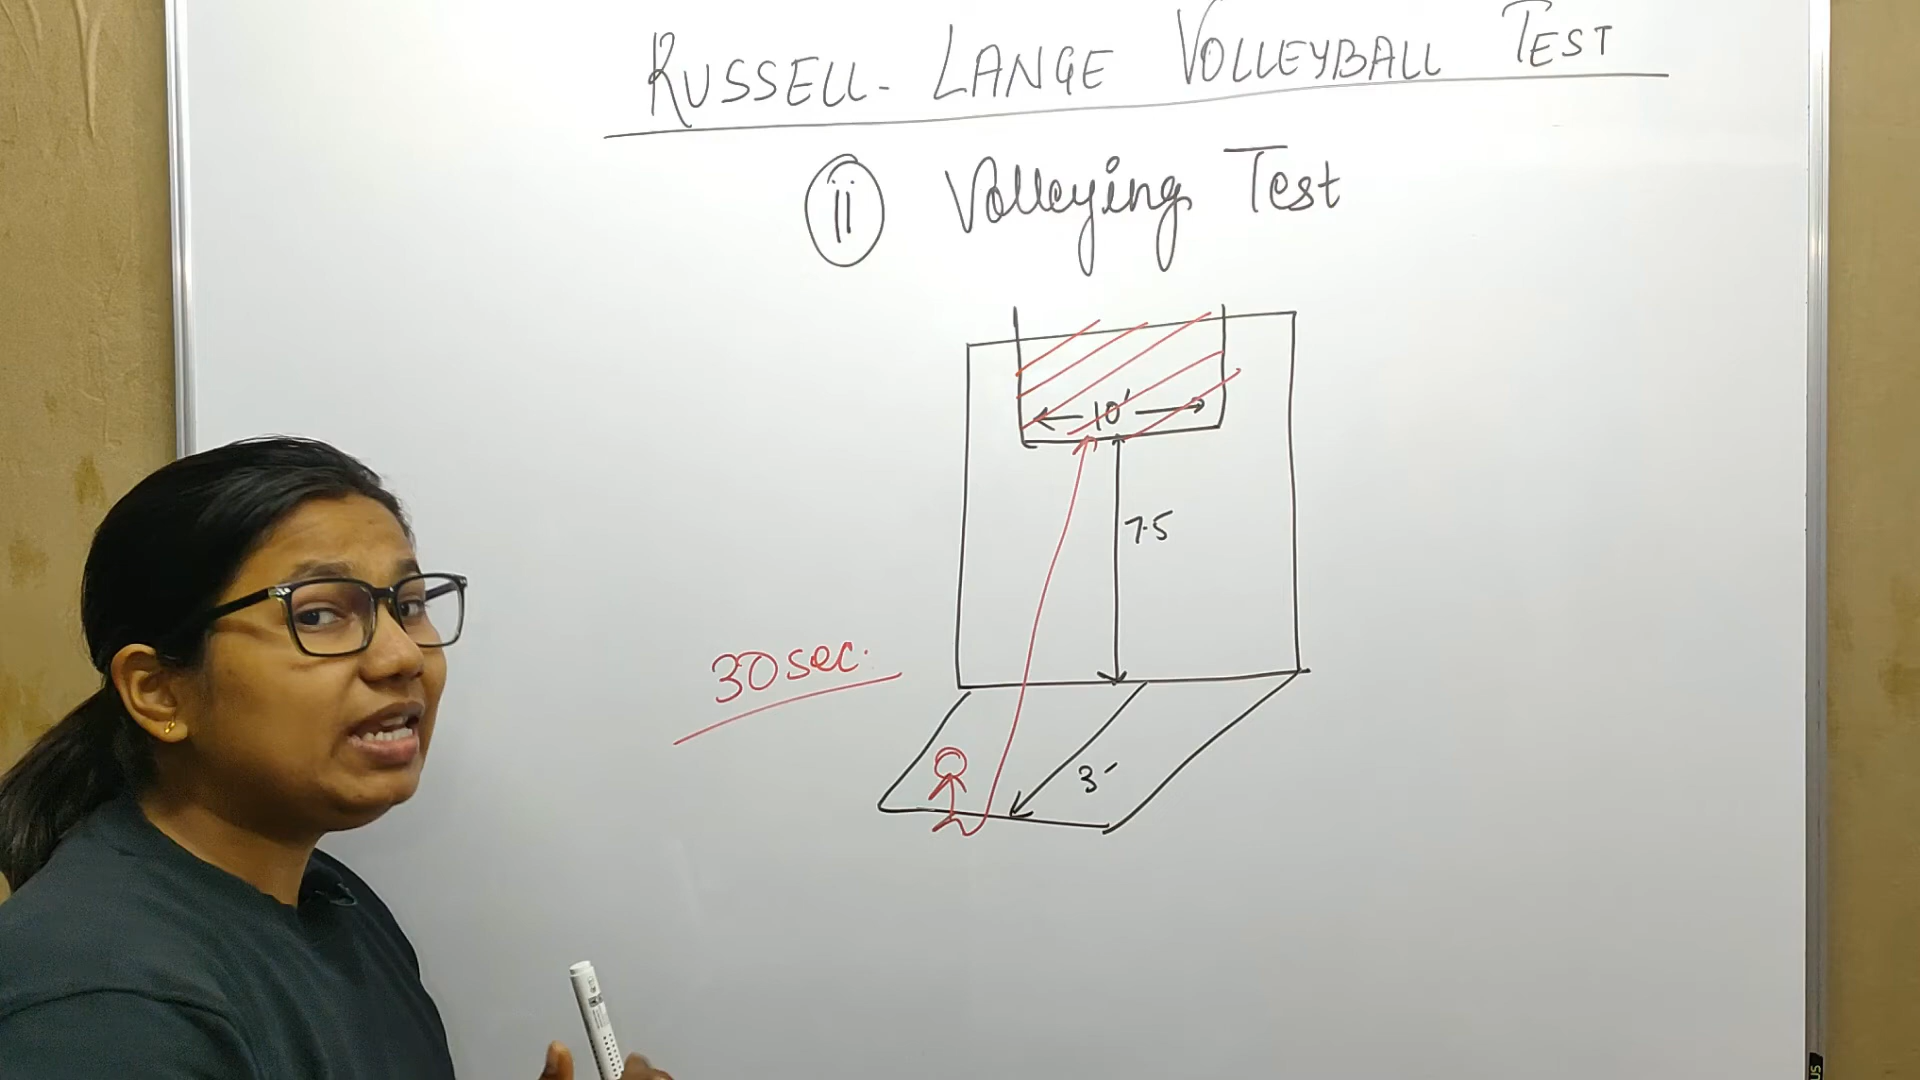 RUSSELL - LANGE VOLLEYBALL TEST
ii Volleying Test
10'
7.5
30 sec.
3'